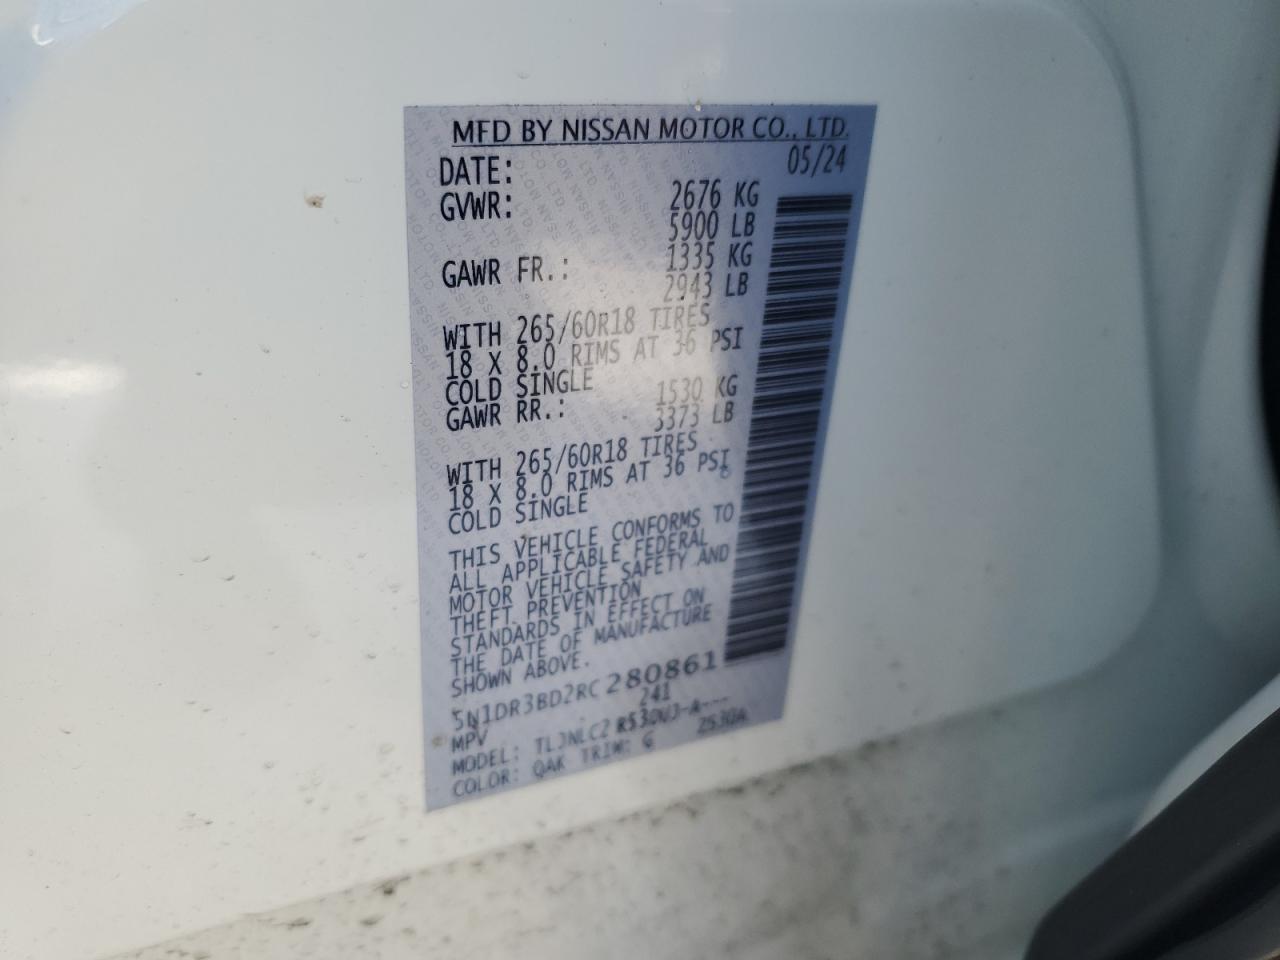 MFD BY NISSAN MOTOR CO., LTD.
DATE: 05/24
GVWR: 2676 KG
5900 LB
GAWR FR.: 1335 KG
2943 LB
WITH 265/60R18 TIRES
18 X 8.0 RIMS AT 36 PSI
COLD SINGLE
GAWR RR.: 1530 KG
3373 LB
WITH 265/60R18 TIRES
18 X 8.0 RIMS AT 36 PSI
COLD SINGLE
THIS VEHICLE CONFORMS TO
ALL APPLICABLE FEDERAL
MOTOR VEHICLE SAFETY AND
THEFT PREVENTION
STANDARDS IN EFFECT ON
THE DATE OF MANUFACTURE
SHOWN ABOVE.
5N1DR3BD2RC280861
MPV 241
MODEL:
COLOR: QAK TRIM: G 2530A